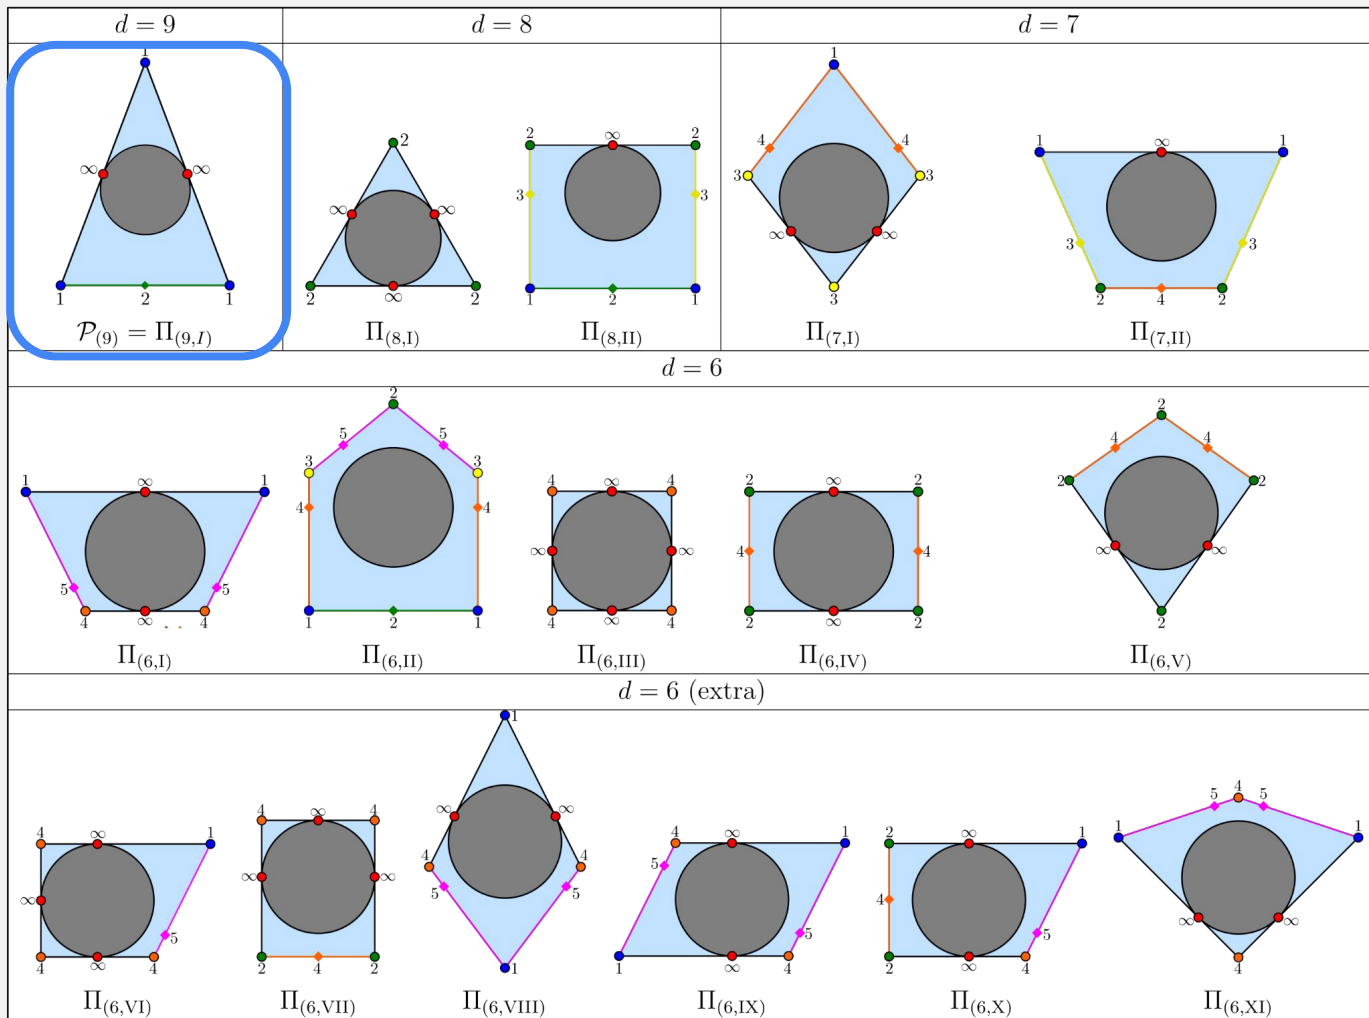 d = 9 d = 8 d = 7
1
∞ ∞
1 2 1
𝒫(9) = Π(9,I)
2
∞ ∞
2 ∞ 2
Π(8,I)
2 ∞ 2
3 3
1 2 1
Π(8,II)
1
4 4
3 3
∞ ∞
3
Π(7,I)
1 ∞ 1
3 3
2 4 2
Π(7,II)
d = 6
1 ∞ 1
5 5
4 ∞ 4
Π(6,I)
2
5 5
3 3
4 4
1 2 1
Π(6,II)
4 ∞ 4
∞ ∞
4 ∞ 4
Π(6,III)
2 ∞ 2
4 4
2 ∞ 2
Π(6,IV)
2
4 4
2 2
∞ ∞
2
Π(6,V)
d = 6 (extra)
4 ∞ 1
∞
5
4 ∞ 4
Π(6,VI)
4 ∞ 4
∞ ∞
2 4 2
Π(6,VII)
1
∞ ∞
4 4
5 5
1
Π(6,VIII)
4 ∞ 1
5
5
1 ∞ 4
Π(6,IX)
2 ∞ 1
4
5
2 ∞ 4
Π(6,X)
4
5 5
1 1
∞ ∞
4
Π(6,XI)